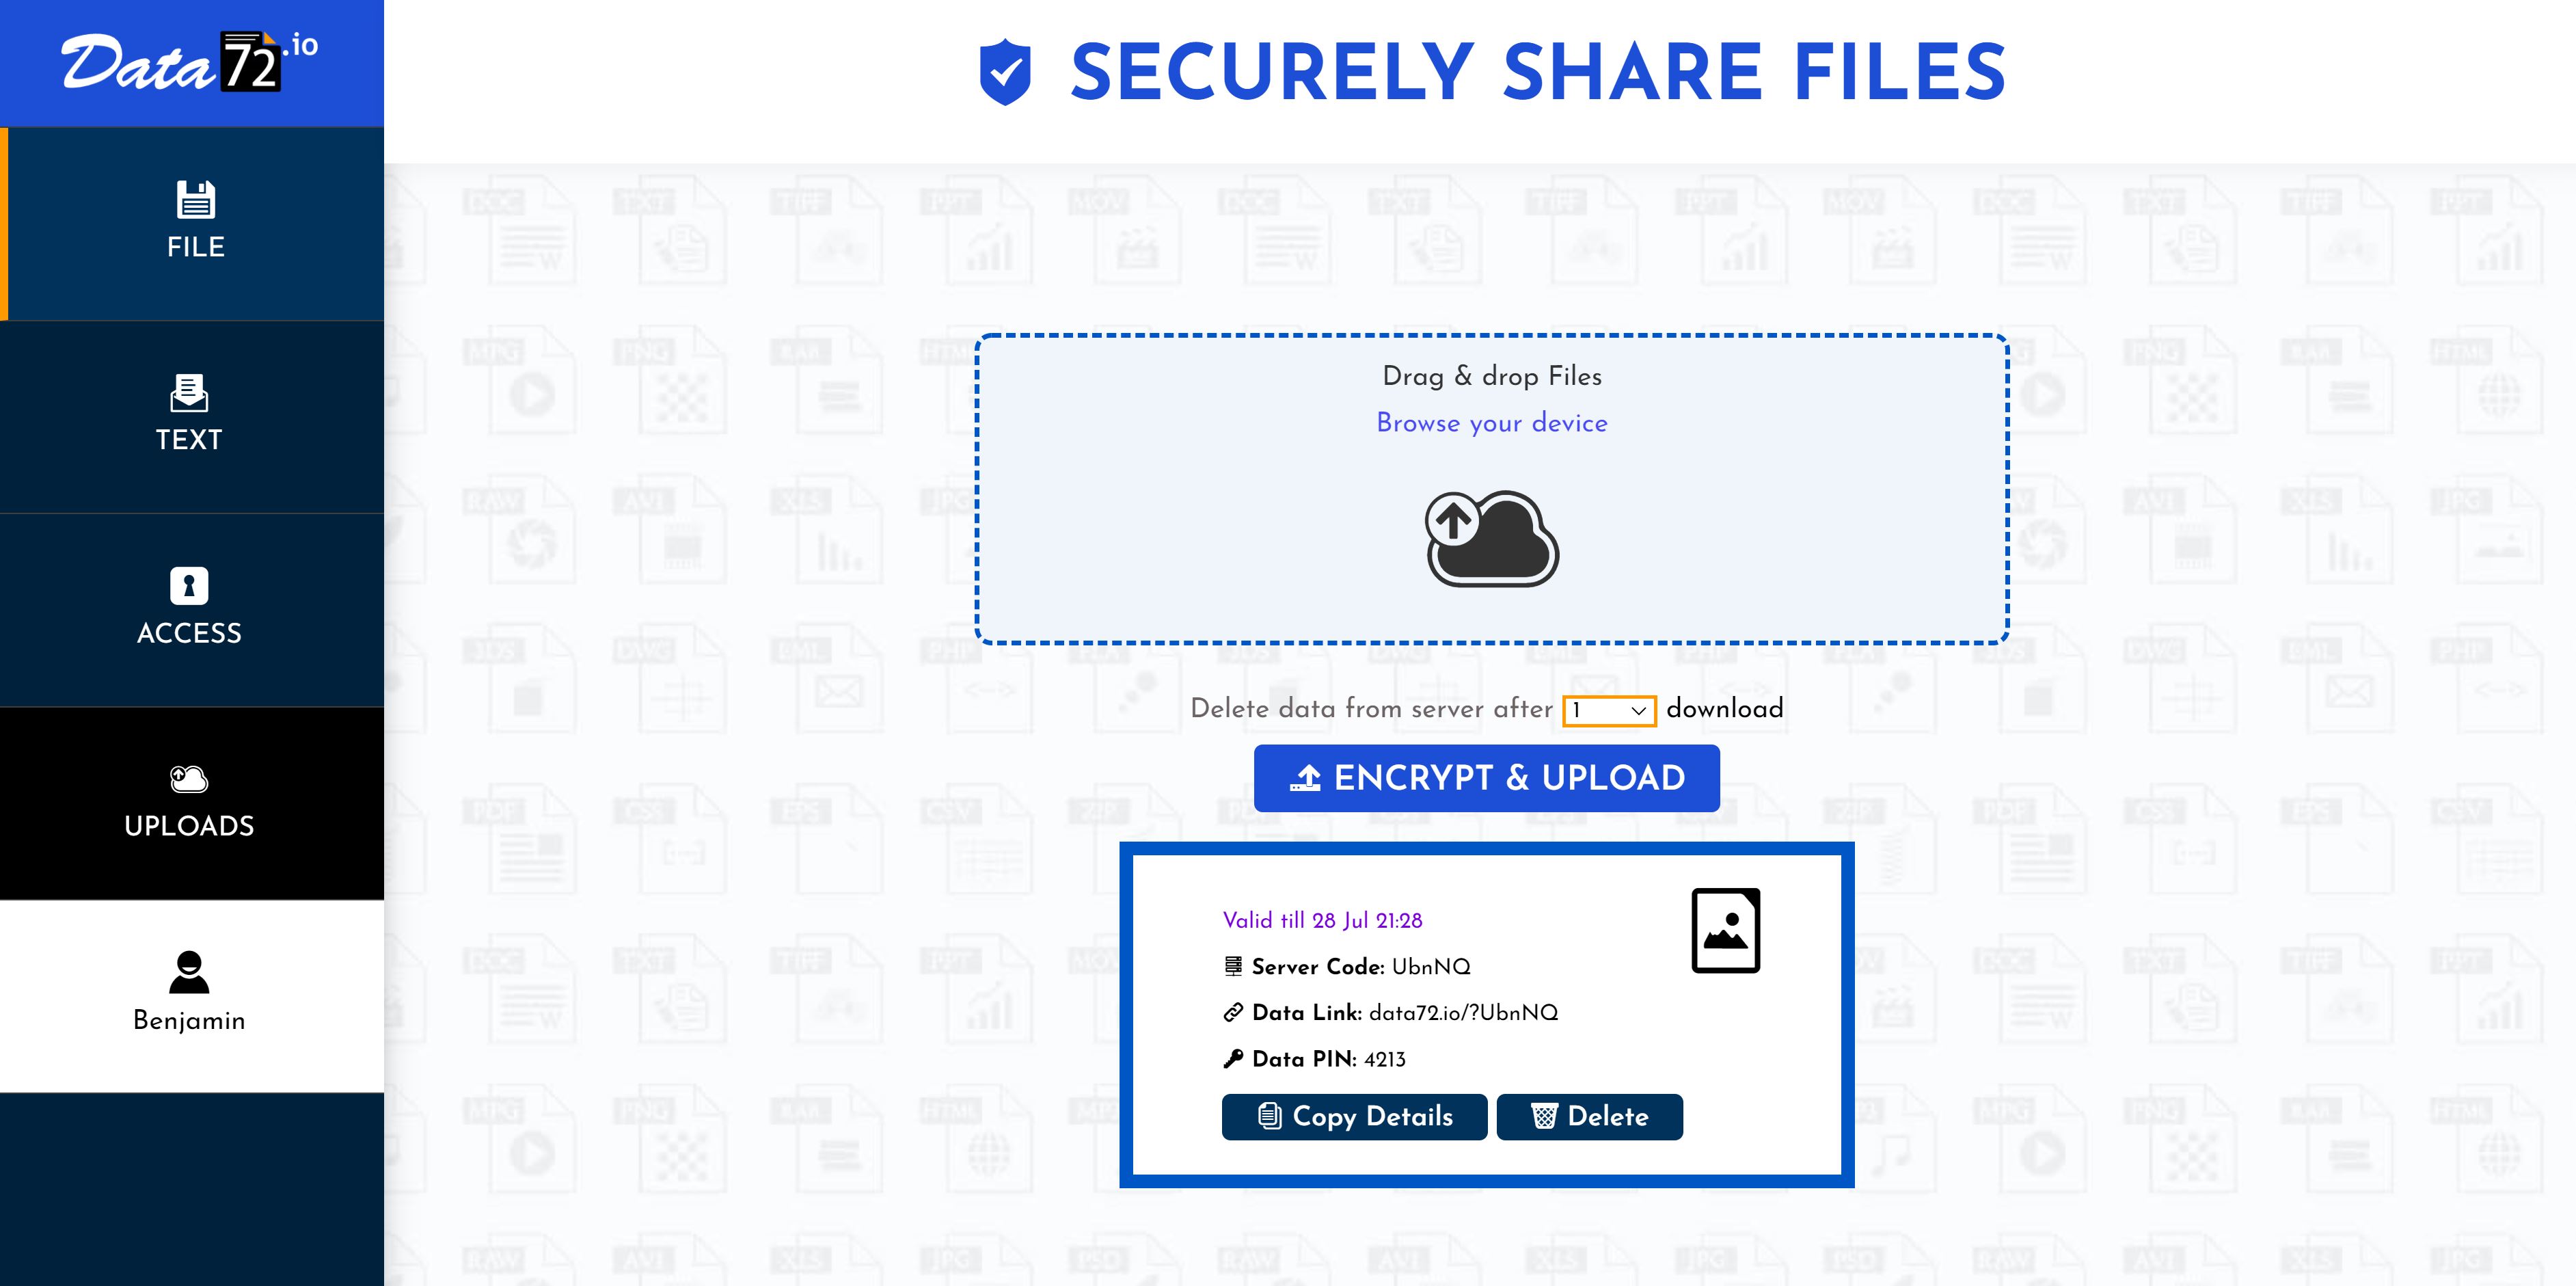 Data72.io
SECURELY SHARE FILES
FILE
TEXT
ACCESS
UPLOADS
Benjamin
Drag & drop Files
Browse your device
Delete data from server after 1 download
ENCRYPT & UPLOAD
Valid till 28 Jul 21:28
Server Code: UbnNQ
Data Link: data72.io/?UbnNQ
Data PIN: 4213
Copy Details
Delete